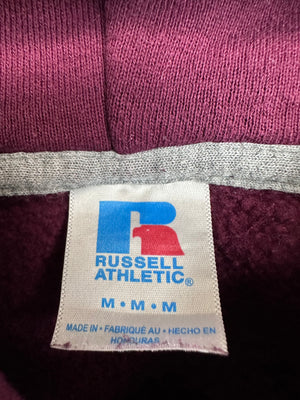 RUSSELL
ATHLETIC®
M • M • M
MADE IN • FABRIQUÉ AU • HECHO EN
HONDURAS